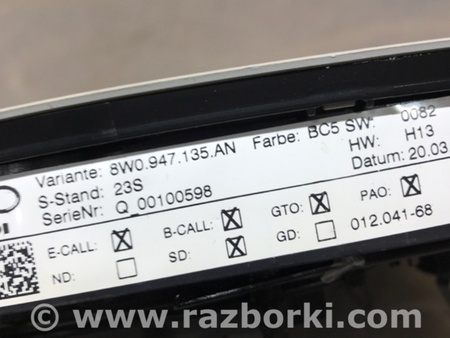 Variante: 8W0.947.135.AN Farbe: BC5 SW: 0082
S-Stand: 23S HW: H13
SerieNr: Q_00100598 Datum: 20.03
E-CALL: B-CALL: GTO: PAO:
ND: SD: GD: 012.041-68
www.razborki.com